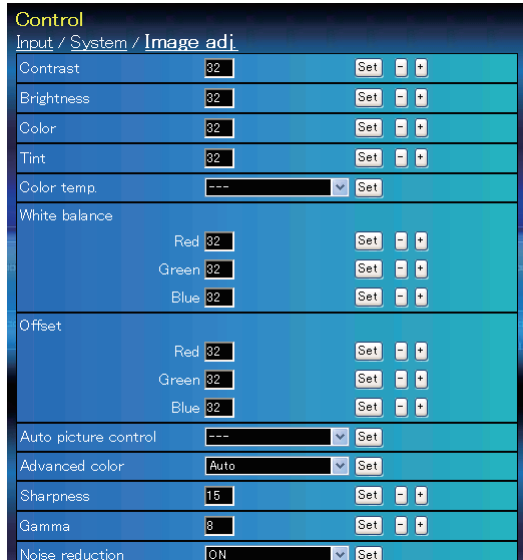 Control
Input / System / Image adj.
Contrast 32 Set - +
Brightness 32 Set - +
Color 32 Set - +
Tint 32 Set - +
Color temp. --- Set
White balance
Red 32 Set - +
Green 32 Set - +
Blue 32 Set - +
Offset
Red 32 Set - +
Green 32 Set - +
Blue 32 Set - +
Auto picture control --- Set
Advanced color Auto Set
Sharpness 15 Set - +
Gamma 8 Set - +
Noise reduction ON Set